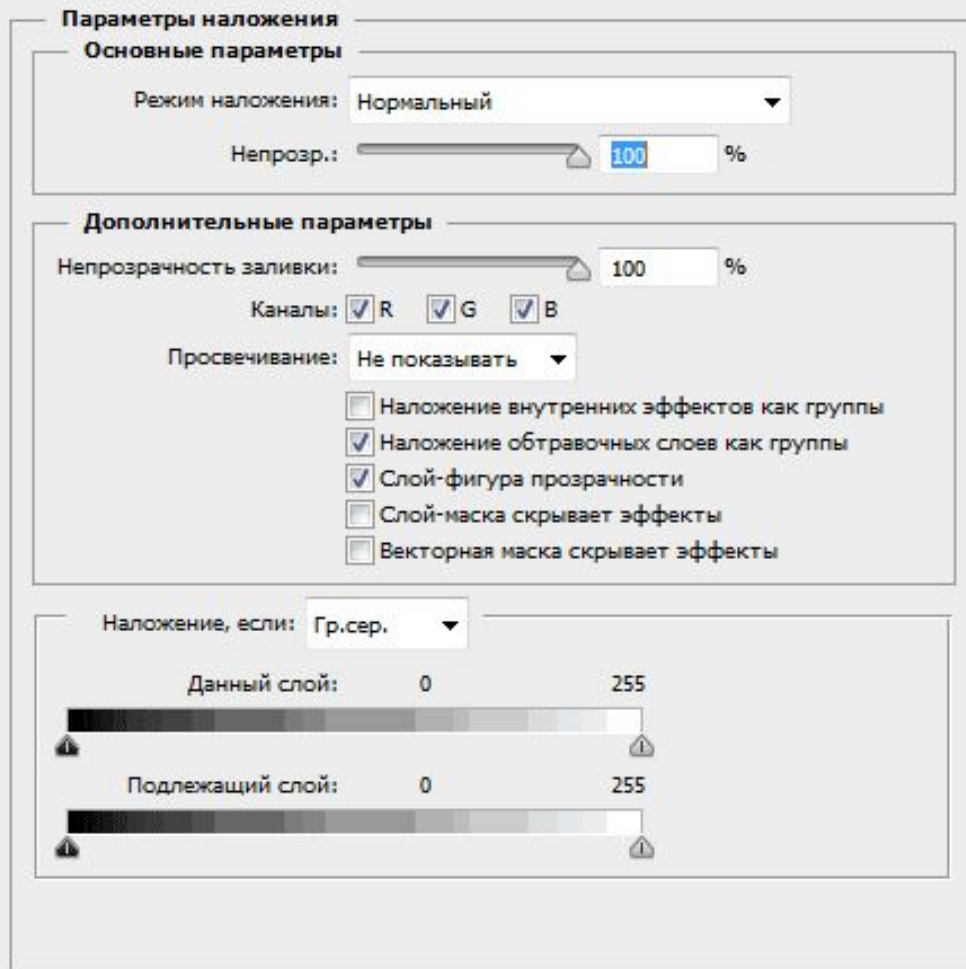 Параметры наложения
Основные параметры
Режим наложения: Нормальный
Непрозр.: 100 %
Дополнительные параметры
Непрозрачность заливки: 100 %
Каналы: R G B
Просвечивание: Не показывать
Наложение внутренних эффектов как группы
Наложение обтравочных слоев как группы
Слой-фигура прозрачности
Слой-маска скрывает эффекты
Векторная маска скрывает эффекты
Наложение, если: Гр.сер.
Данный слой: 0 255
Подлежащий слой: 0 255